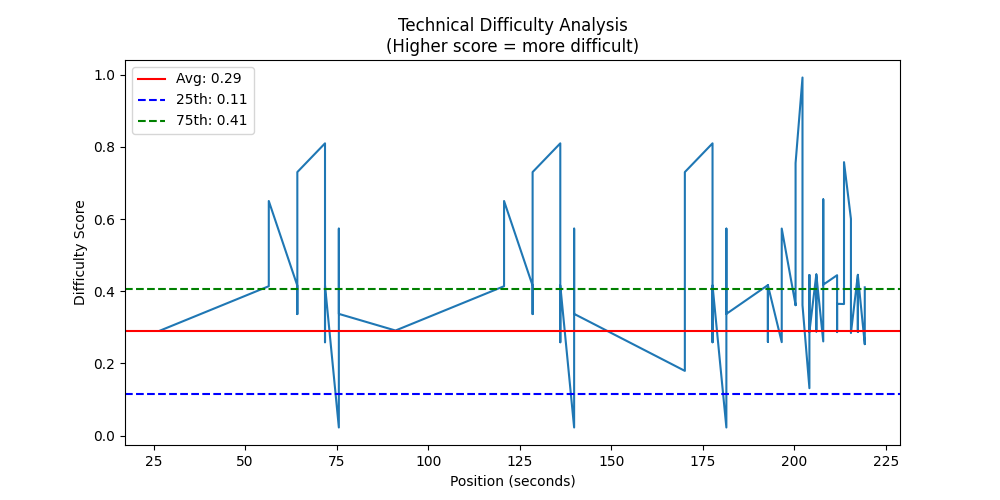 Technical Difficulty Analysis
(Higher score = more difficult)
Avg: 0.29
25th: 0.11
75th: 0.41
Difficulty Score
1.0
0.8
0.6
0.4
0.2
0.0
25
50
75
100
125
150
175
200
225
Position (seconds)